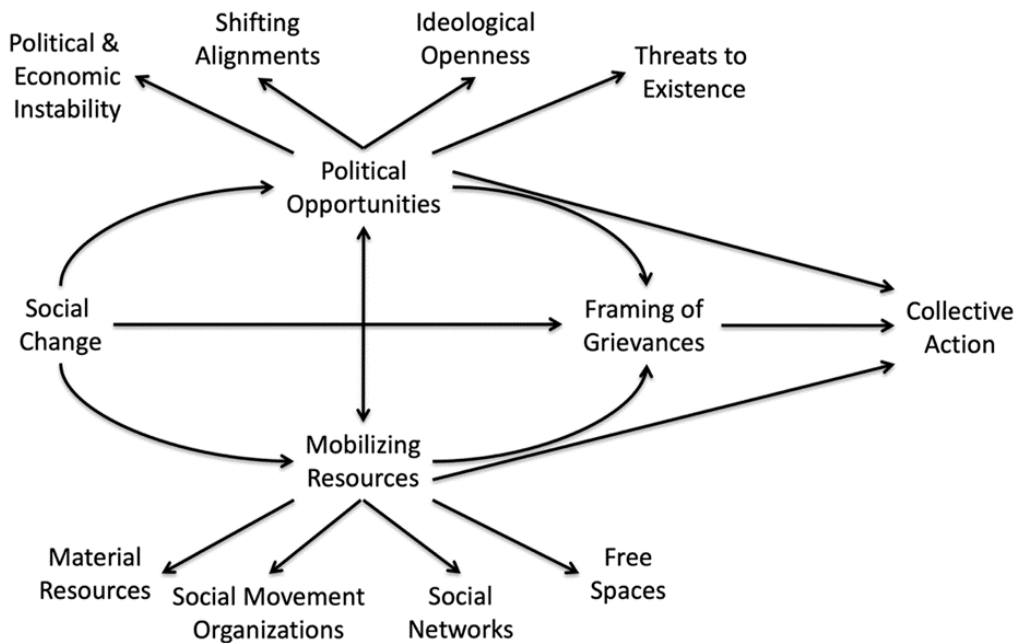 Political &
Economic
Instability
Shifting
Alignments
Ideological
Openness
Threats to
Existence
Political
Opportunities
Social
Change
Framing of
Grievances
Collective
Action
Mobilizing
Resources
Material
Resources
Social Movement
Organizations
Social
Networks
Free
Spaces